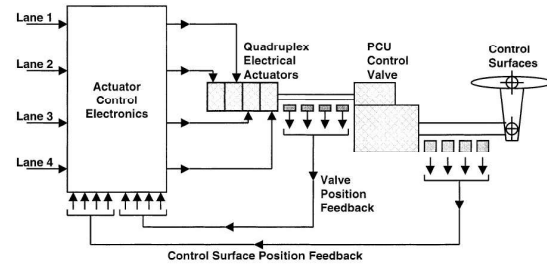 Lane 1
Lane 2
Lane 3
Lane 4
Actuator
Control
Electronics
Quadruplex
Electrical
Actuators
PCU
Control
Valve
Control
Surfaces
Valve
Position
Feedback
Control Surface Position Feedback